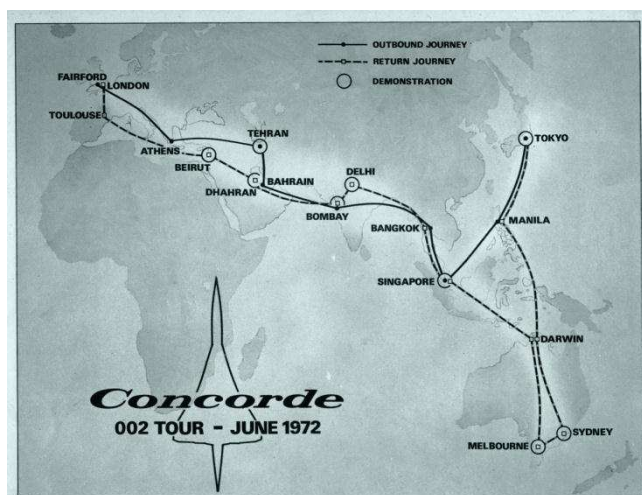 OUTBOUND JOURNEY
RETURN JOURNEY
DEMONSTRATION
FAIRFORD
LONDON
TOULOUSE
ATHENS
TEHRAN
BEIRUT
DHAHRAN
BAHRAIN
DELHI
BOMBAY
BANGKOK
SINGAPORE
TOKYO
MANILA
DARWIN
MELBOURNE
SYDNEY
Concorde
002 TOUR - JUNE 1972